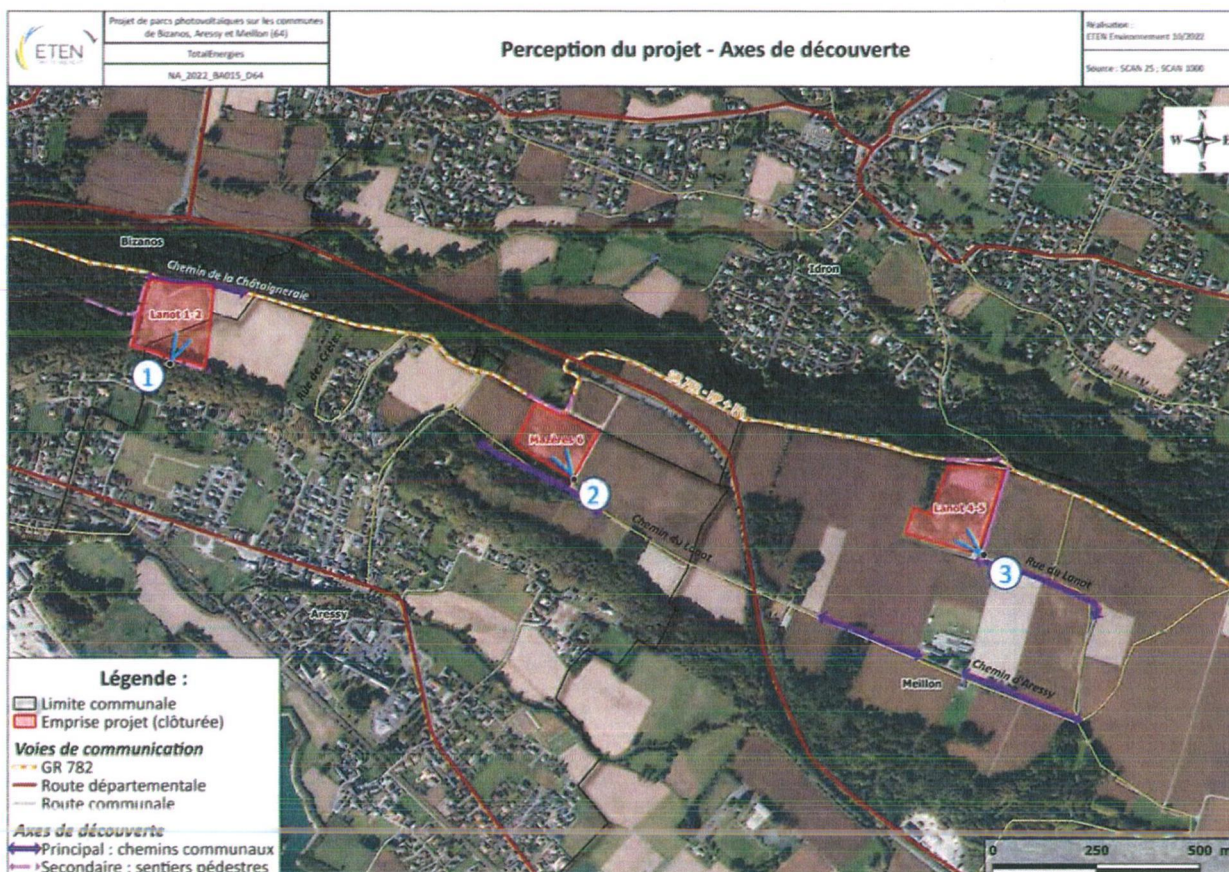 ETEN
Projet de parcs photovoltaïques sur les communes
de Bizanos, Aressy et Meillon (64)
TotalEnergies
NA_2022_BA015_D64
Perception du projet - Axes de découverte
Réalisation :
ETEN Environnement 10/2022
Source : SCAN 25 ; SCAN 1000
N
W E
S
Bizanos
Chemin de la Châtaigneraie
Idron
Lanot 1-2
1
Rue des Crêtes
Mazères 6
2
Lanot 4-5
Chemin du Lanot
3
Rue du Lanot
Aressy
Chemin d'Aressy
Meillon
Légende :
Limite communale
Emprise projet (clôturée)
Voies de communication
GR 782
Route départementale
Route communale
Axes de découverte
Principal : chemins communaux
Secondaire : sentiers pédestres
0 250 500 m